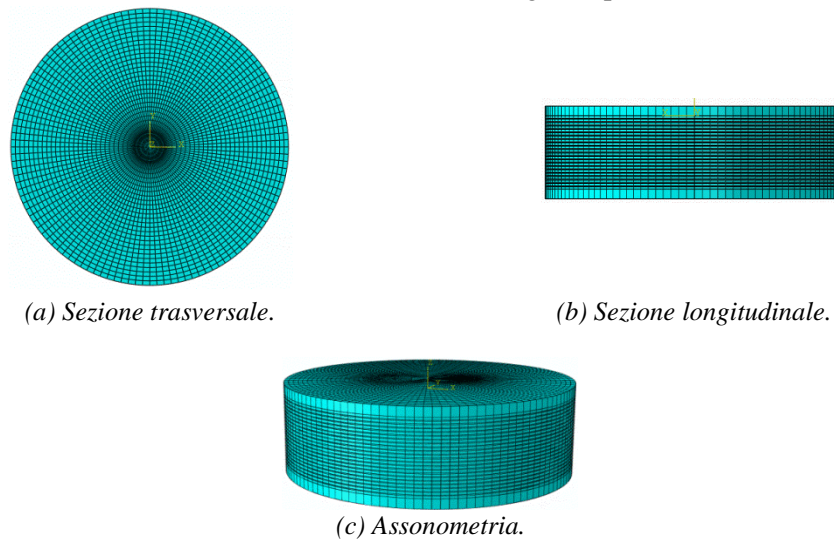 (a) Sezione trasversale.
(b) Sezione longitudinale.
(c) Assonometria.